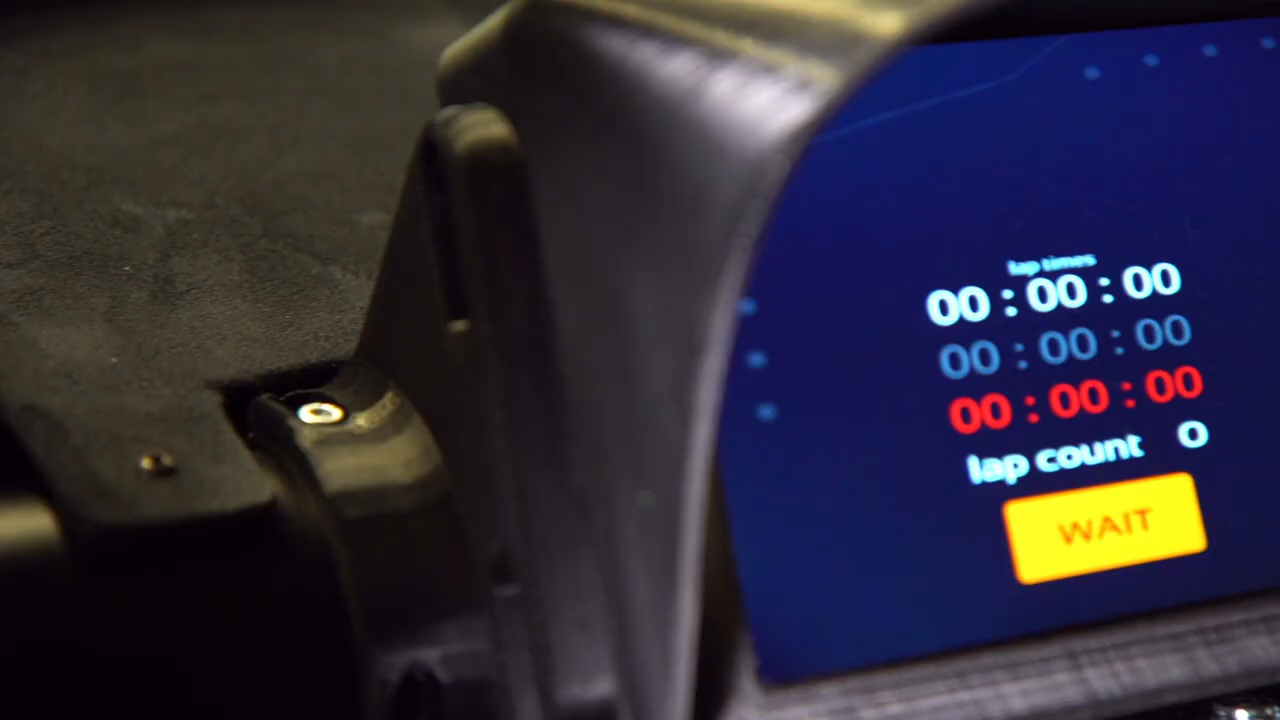 lap times
00 : 00 : 00
00 : 00 : 00
00 : 00 : 00
lap count 0
WAIT